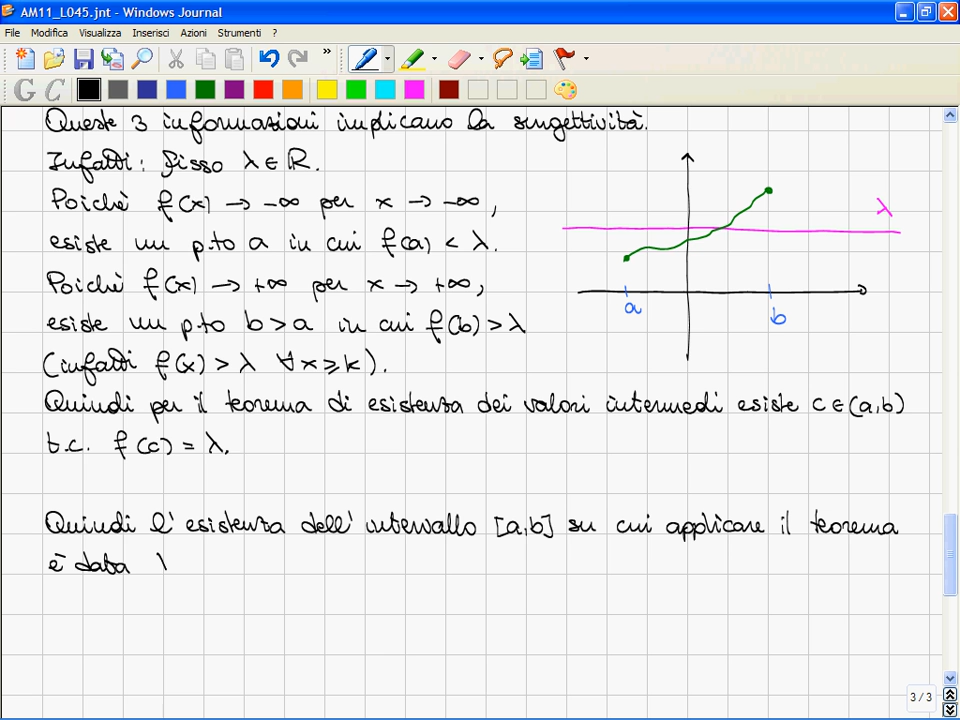 AM11_L045.jnt - Windows Journal
File Modifica Visualizza Inserisci Azioni Strumenti ?
Queste 3 informazioni implicano la surgettività.
Infatti: fisso λ ∈ ℝ.
Poichè f(x) → -∞ per x → -∞,
esiste un p.to a in cui f(a) < λ.
Poichè f(x) → +∞ per x → +∞,
esiste un p.to b > a in cui f(b) > λ
(infatti f(x) > λ ∀x ≥ k).
Quindi per il teorema di esistenza dei valori intermedi esiste c ∈ (a,b)
t.c. f(c) = λ.
Quindi l'esistenza dell'intervallo [a,b] su cui applicare il teorema
è data
λ
a
b
3 / 3